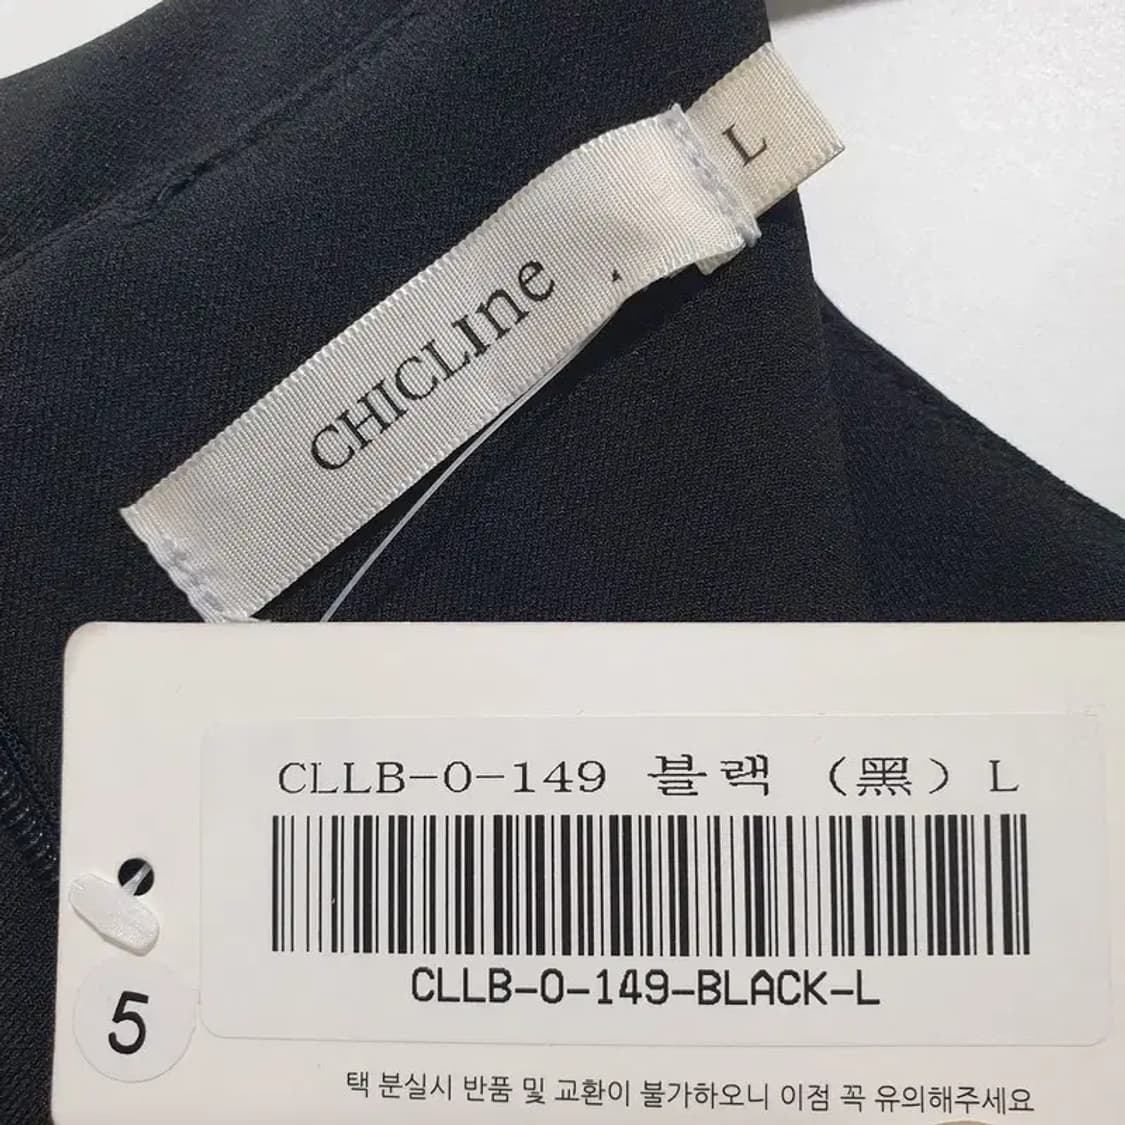 L
CHICLIne
CLLB-0-149 블랙 (黑) L
CLLB-0-149-BLACK-L
5
택 분실시 반품 및 교환이 불가하오니 이점 꼭 유의해주세요